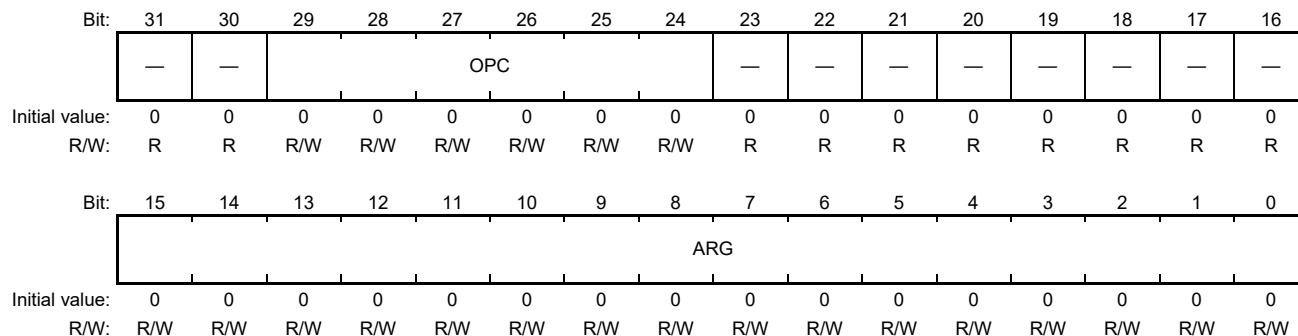 Bit: 31 30 29 28 27 26 25 24 23 22 21 20 19 18 17 16
— — OPC — — — — — — — —
Initial value: 0 0 0 0 0 0 0 0 0 0 0 0 0 0 0 0
R/W: R R R/W R/W R/W R/W R/W R/W R R R R R R R R
Bit: 15 14 13 12 11 10 9 8 7 6 5 4 3 2 1 0
ARG
Initial value: 0 0 0 0 0 0 0 0 0 0 0 0 0 0 0 0
R/W: R/W R/W R/W R/W R/W R/W R/W R/W R/W R/W R/W R/W R/W R/W R/W R/W